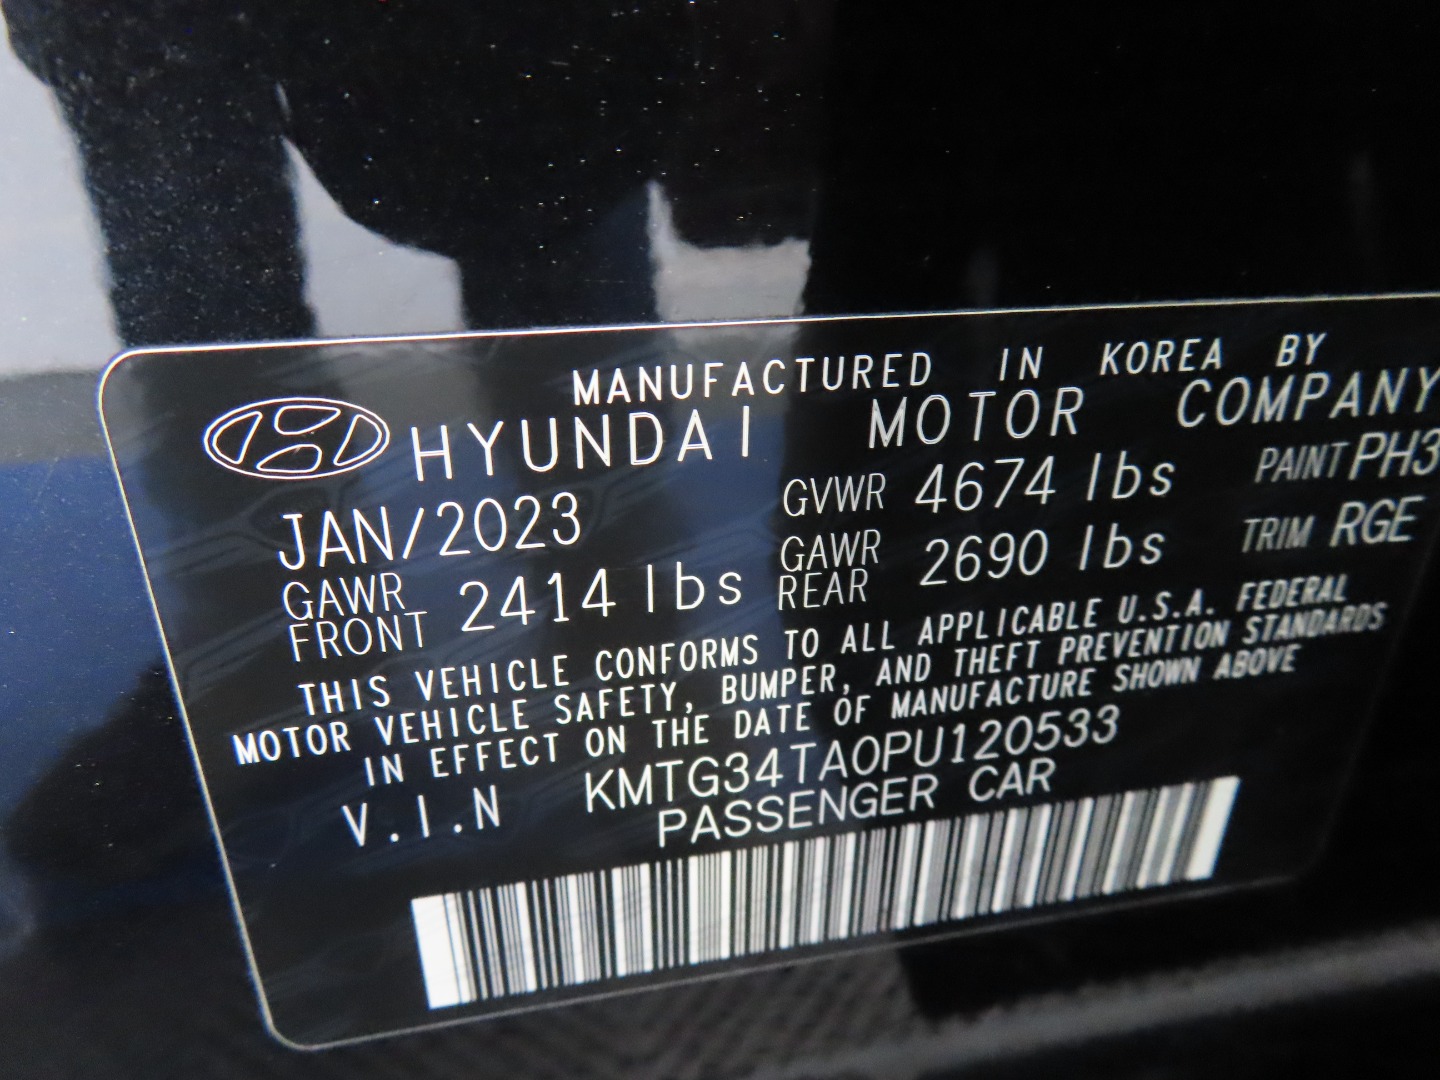 MANUFACTURED IN KOREA BY
HYUNDAI MOTOR COMPANY
JAN/2023 GVWR 4674 lbs PAINT PH3
GAWR FRONT 2414 lbs GAWR REAR 2690 lbs TRIM RGE
THIS VEHICLE CONFORMS TO ALL APPLICABLE U.S.A. FEDERAL
MOTOR VEHICLE SAFETY, BUMPER, AND THEFT PREVENTION STANDARDS
IN EFFECT ON THE DATE OF MANUFACTURE SHOWN ABOVE
V.I.N KMTG34TA0PU120533
PASSENGER CAR